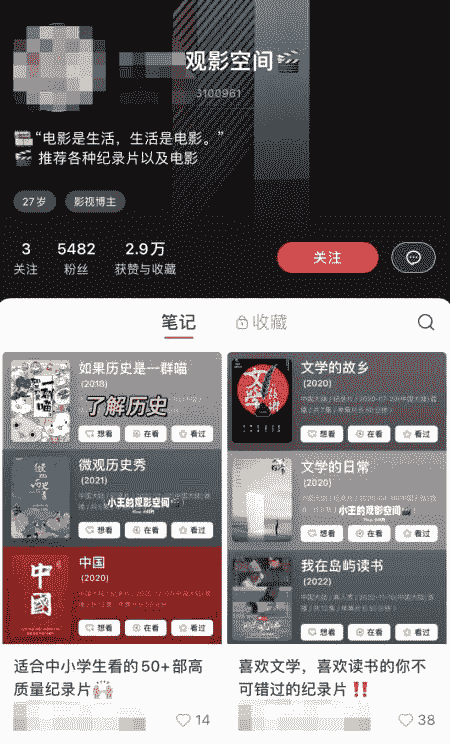 观影空间
3100961
“电影是生活，生活是电影。”
推荐各种纪录片以及电影
27岁
影视博主
3
关注
5482
粉丝
2.9万
获赞与收藏
关注
笔记
收藏
如果历史是一群喵
(2018)
了解历史
想看
在看
看过
微观历史秀
(2021)
小王的观影空间
想看
在看
看过
中国
(2020)
中國
想看
在看
看过
适合中小学生看的50+部高
质量纪录片
14
文学的故乡
(2020)
想看
在看
看过
文学的日常
(2020)
小王的观影空间
想看
在看
看过
我在岛屿读书
(2022)
想看
在看
看过
喜欢文学，喜欢读书的你不
可错过的纪录片‼️
38